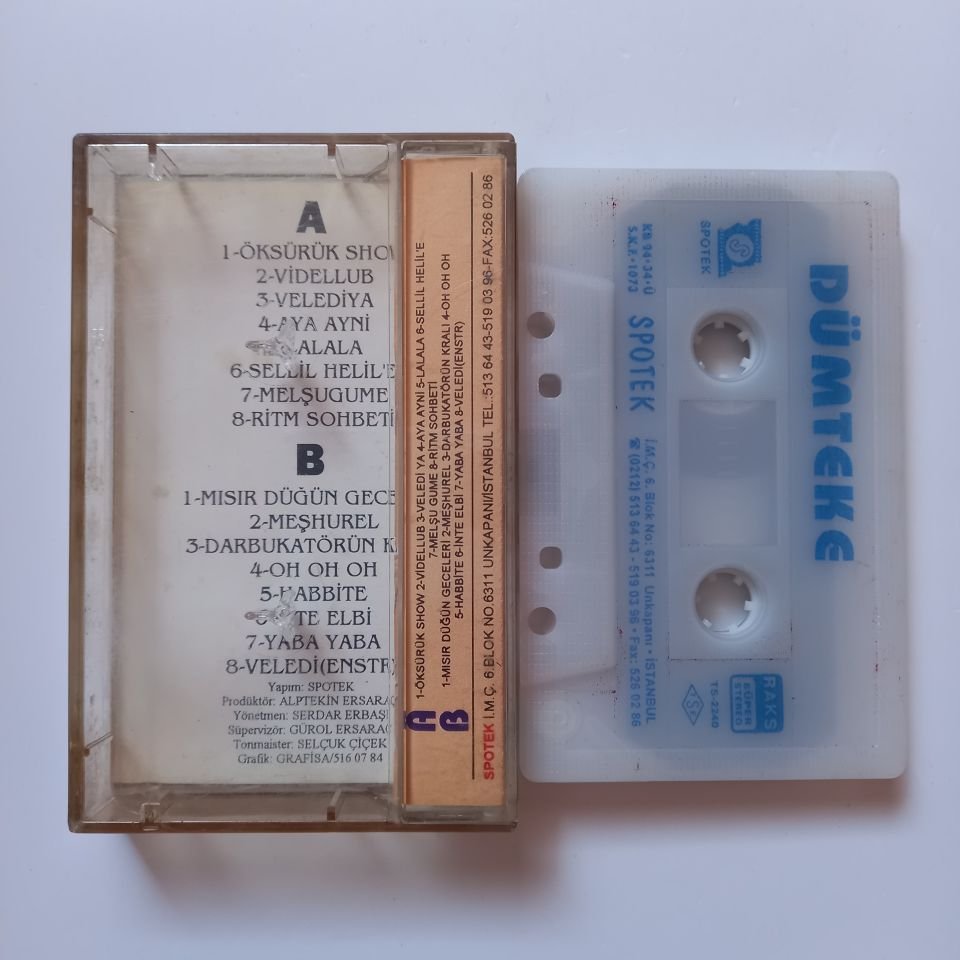 A
1-ÖKSÜRÜK SHOW
2-VİDELLUB
3-VELEDİYA
4-AYA AYNİ
ALALA
6-SELLİL HELİL'E
7-MELŞUGUME
8-RİTM SOHBETİ
B
1-MISIR DÜĞÜN GECE
2-MEŞHUREL
3-DARBUKATÖRÜN K
4-OH OH OH
5-HABBİTE
TE ELBİ
7-YABA YABA
8-VELEDİ(ENSTR)
Yapım: SPOTEK
Prodüktör: ALPTEKİN ERSARAÇ
Yönetmen: SERDAR ERBAŞI
Süpervizör: GÜROL ERSARAÇ
Tonmaister: SELÇUK ÇİÇEK
Grafik: GRAFİSA/516 07 84
A
1-ÖKSÜRÜK SHOW 2-VİDELLUB 3-VELEDİ YA 4-AYA AYNİ 5-LALALA 6-SELLİL HELİL'E
7-MELŞU GUME 8-RİTM SOHBETİ
B
1-MISIR DÜĞÜN GECELERİ 2-MEŞHUREL 3-DARBUKATÖRÜN KRALI 4-OH OH OH
5-HABBİTE 6-İNTE ELBİ 7-YABA YABA 8-VELEDİ(ENSTR)
SPOTEK İ.M.Ç. 6.BLOK NO.6311 UNKAPANI/İSTANBUL TEL.:513 64 43-519 03 96-FAX:526 02 86
DÜMTEKE
S
SPOTEK
KB 94-34-Ü
S.K.F.1073
SPOTEK
İ.M.Ç. 6. Blok No: 6311 Unkapanı • İSTANBUL
☎ (0212) 513 64 43 - 519 03 96 • Fax: 526 02 86
RAKS
SÜPER
STEREO
TS-2240
TSE